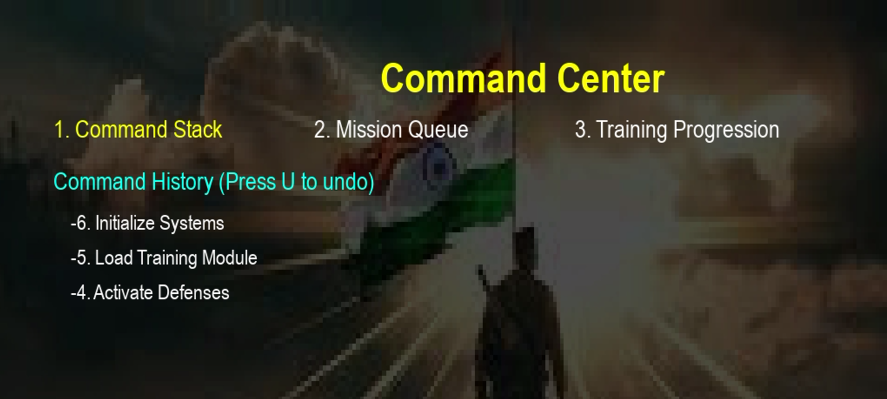 Command Center
1. Command Stack 2. Mission Queue 3. Training Progression
Command History (Press U to undo)
-6. Initialize Systems
-5. Load Training Module
-4. Activate Defenses